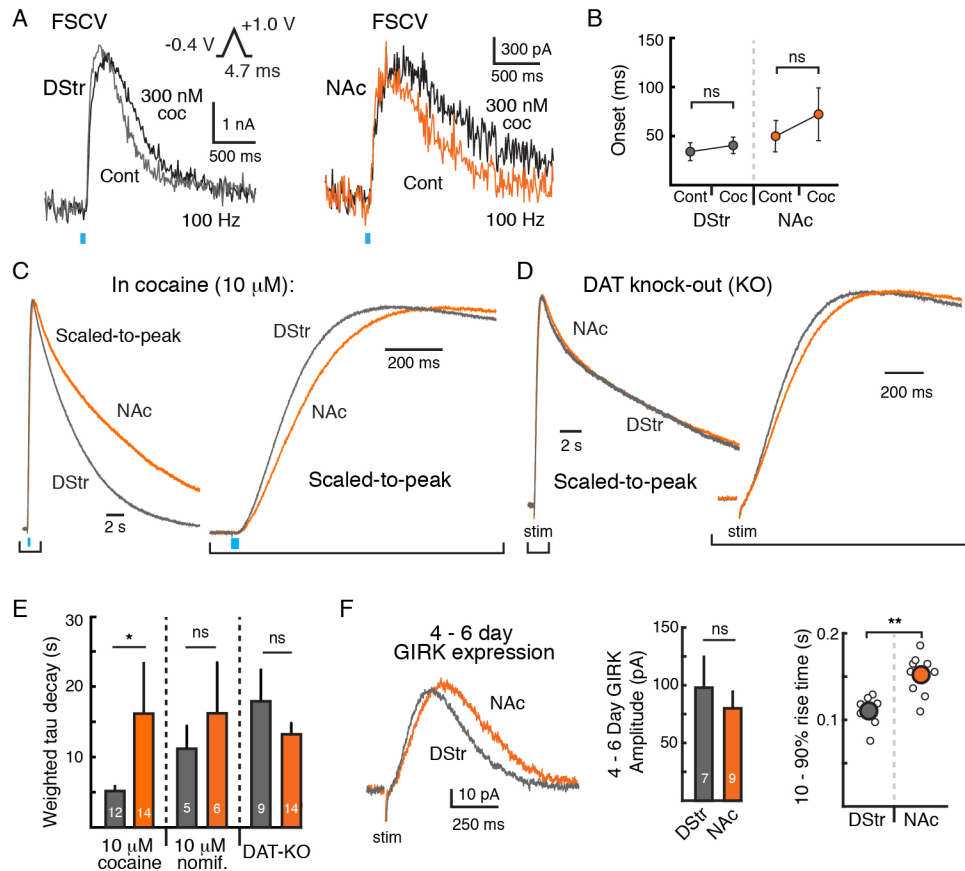 A
FSCV
-0.4 V
+1.0 V
4.7 ms
DStr
300 nM
coc
1 nA
500 ms
Cont
100 Hz
FSCV
300 pA
500 ms
NAc
300 nM
coc
Cont
100 Hz
B
150
100
50
Onset (ms)
ns
ns
Cont
Coc
Cont
Coc
DStr
NAc
C
In cocaine (10 µM):
Scaled-to-peak
NAc
DStr
2 s
DStr
NAc
200 ms
Scaled-to-peak
D
DAT knock-out (KO)
NAc
DStr
2 s
Scaled-to-peak
stim
200 ms
stim
E
Weighted tau decay (s)
30
20
10
*
ns
ns
12
14
5
6
9
14
10 µM
cocaine
10 µM
nomif.
DAT-KO
F
4 - 6 day
GIRK expression
NAc
DStr
10 pA
250 ms
stim
4 - 6 Day GIRK
Amplitude (pA)
150
100
50
ns
7
9
DStr
NAc
10 - 90% rise time (s)
0.2
0.1
**
DStr
NAc